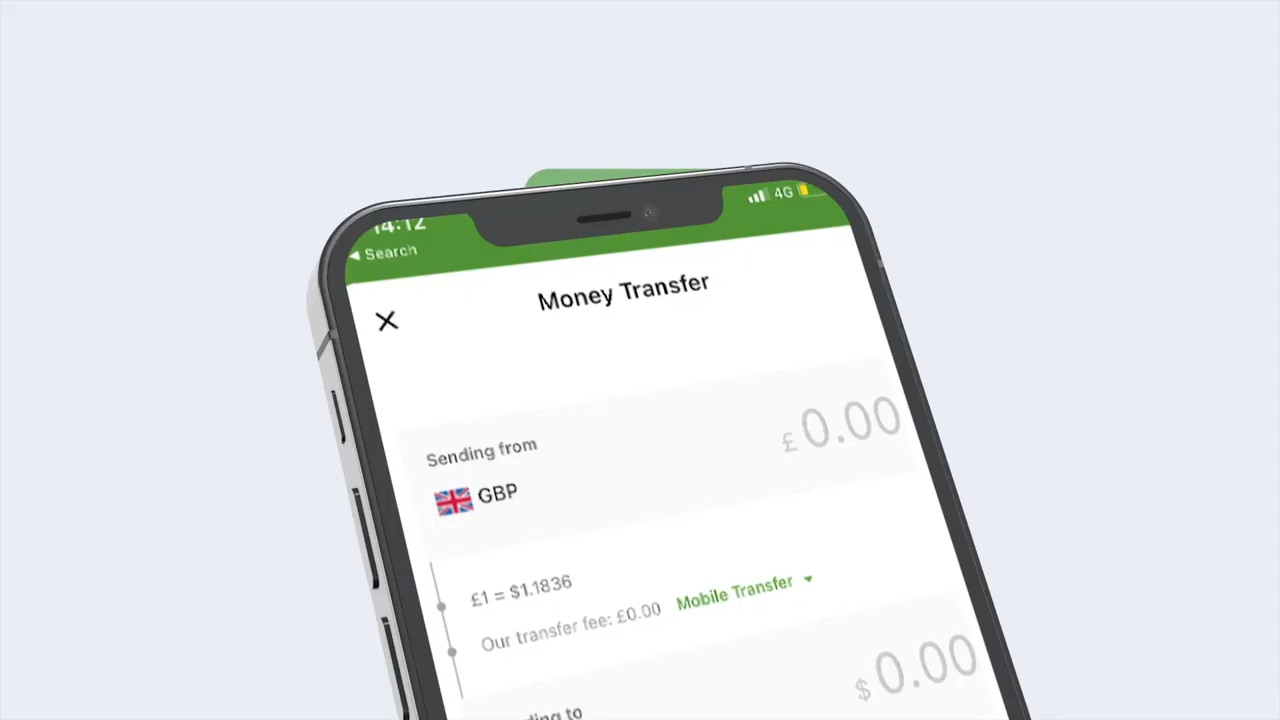 14:12
4G
◀ Search
Money Transfer
Sending from
£0.00
GBP
£1 = $1.1836
Our transfer fee: £0.00 Mobile Transfer
$0.00
to